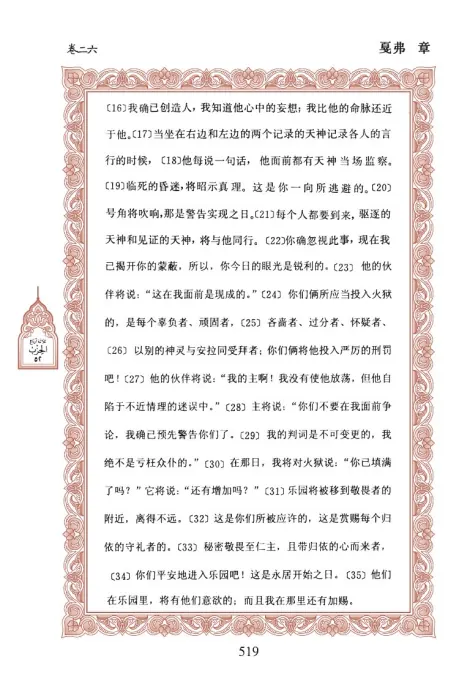 卷二六
戛弗 章
〔16〕我确已创造人，我知道他心中的妄想；我比他的命脉还近
于他。〔17〕当坐在右边和左边的两个记录的天神记录各人的言
行的时候，〔18〕他每说一句话，他面前都有天神当场监察。
〔19〕临死的昏迷，将昭示真理。这是你一向所逃避的。〔20〕
号角将吹响，那是警告实现之日。〔21〕每个人都要到来，驱逐的
天神和见证的天神，将与他同行。〔22〕你确忽视此事，现在我
已揭开你的蒙蔽，所以，你今日的眼光是锐利的。〔23〕他的伙
伴将说：“这在我面前是现成的。”〔24〕你们俩所应当投入火狱
的，是每个辜负者、顽固者，〔25〕各啬者、过分者、怀疑者、
〔26〕以别的神灵与安拉同受拜者；你们俩将他投入严厉的刑罚
吧！〔27〕他的伙伴将说：“我的主啊！我没有使他放荡，但他自
陷于不近情理的迷误中。”〔28〕主将说：“你们不要在我面前争
论，我确已预先警告你们了。〔29〕我的判词是不可变更的，我
绝不是亏枉众仆的。”〔30〕在那日，我将对火狱说：“你已填满
了吗？”它将说：“还有增加吗？”〔31〕乐园将被移到敬畏者的
附近，离得不远。〔32〕这是你们所被应许的，这是赏赐每个归
依的守礼者的。〔33〕秘密敬畏至仁主，且带归依的心而来者，
〔34〕你们平安地进入乐园吧！这是永居开始之日。〔35〕他们
在乐园里，将有他们意欲的；而且我在那里还有加赐。
الحزب
٥٢
519